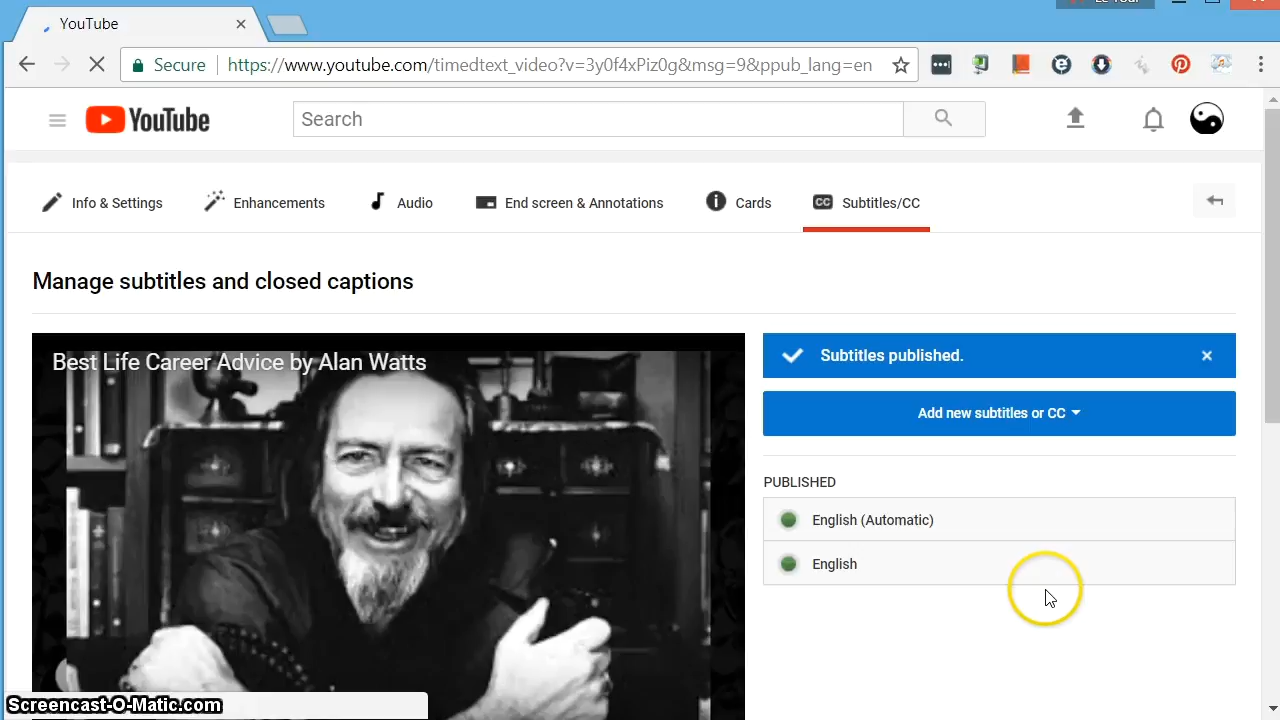 YouTube
Secure
https://www.youtube.com/timedtext_video?v=3y0f4xPiz0g&msg=9&ppub_lang=en
YouTube
Search
Info & Settings
Enhancements
Audio
End screen & Annotations
Cards
CC Subtitles/CC
Manage subtitles and closed captions
Best Life Career Advice by Alan Watts
Subtitles published.
Add new subtitles or CC
PUBLISHED
English (Automatic)
English
Screencast-O-Matic.com